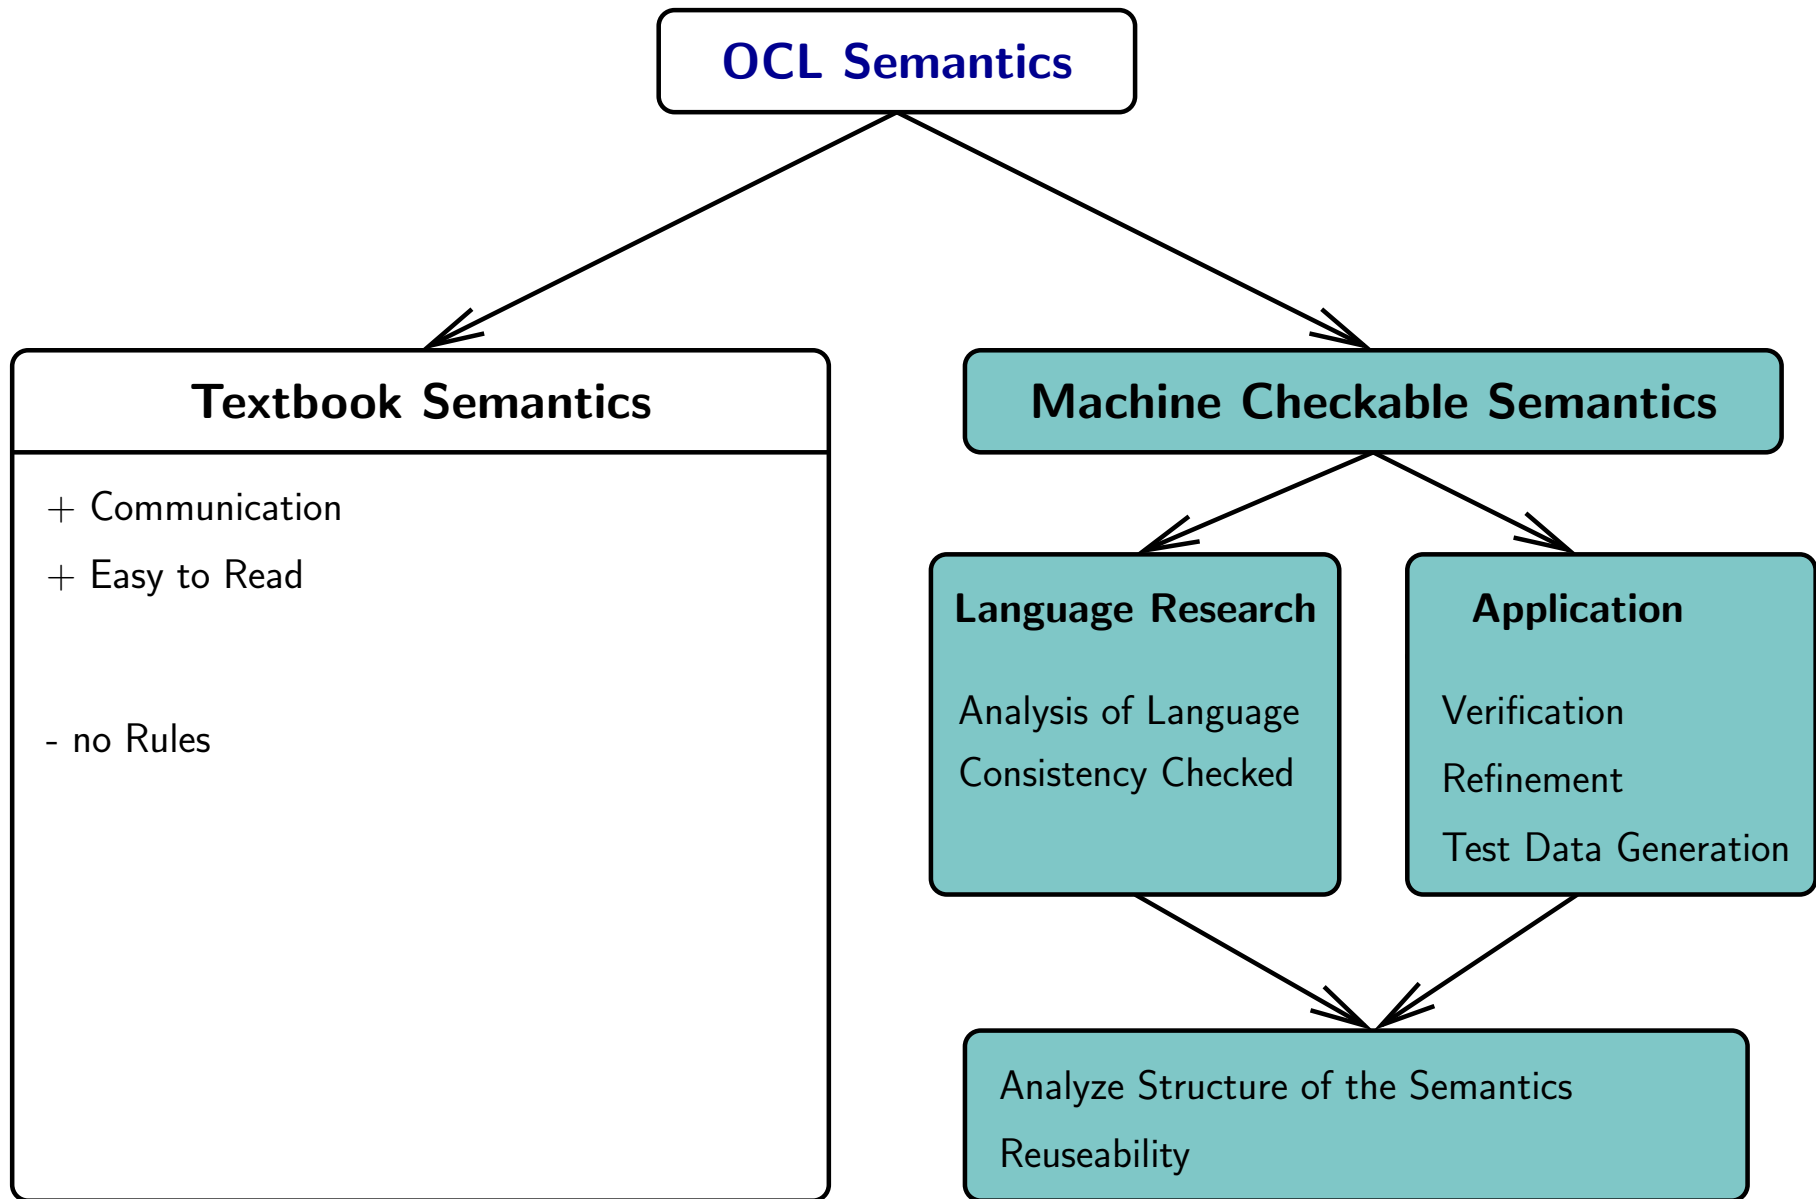 OCL Semantics
Textbook Semantics
+ Communication
+ Easy to Read
- no Rules
Machine Checkable Semantics
Language Research
Analysis of Language
Consistency Checked
Application
Verification
Refinement
Test Data Generation
Analyze Structure of the Semantics
Reuseability